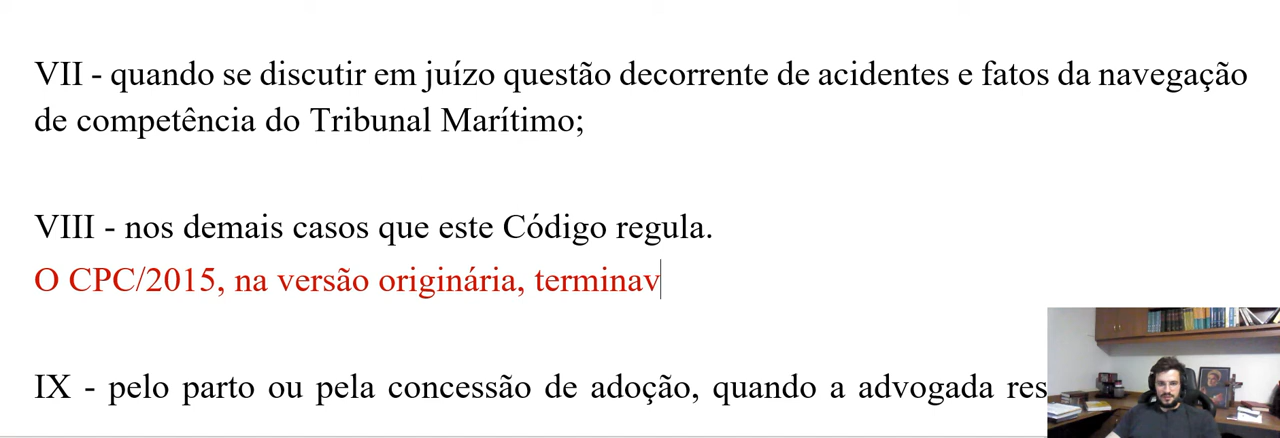 VII - quando se discutir em juízo questão decorrente de acidentes e fatos da navegação
de competência do Tribunal Marítimo;
VIII - nos demais casos que este Código regula.
O CPC/2015, na versão originária, terminav
IX - pelo parto ou pela concessão de adoção, quando a advogada res